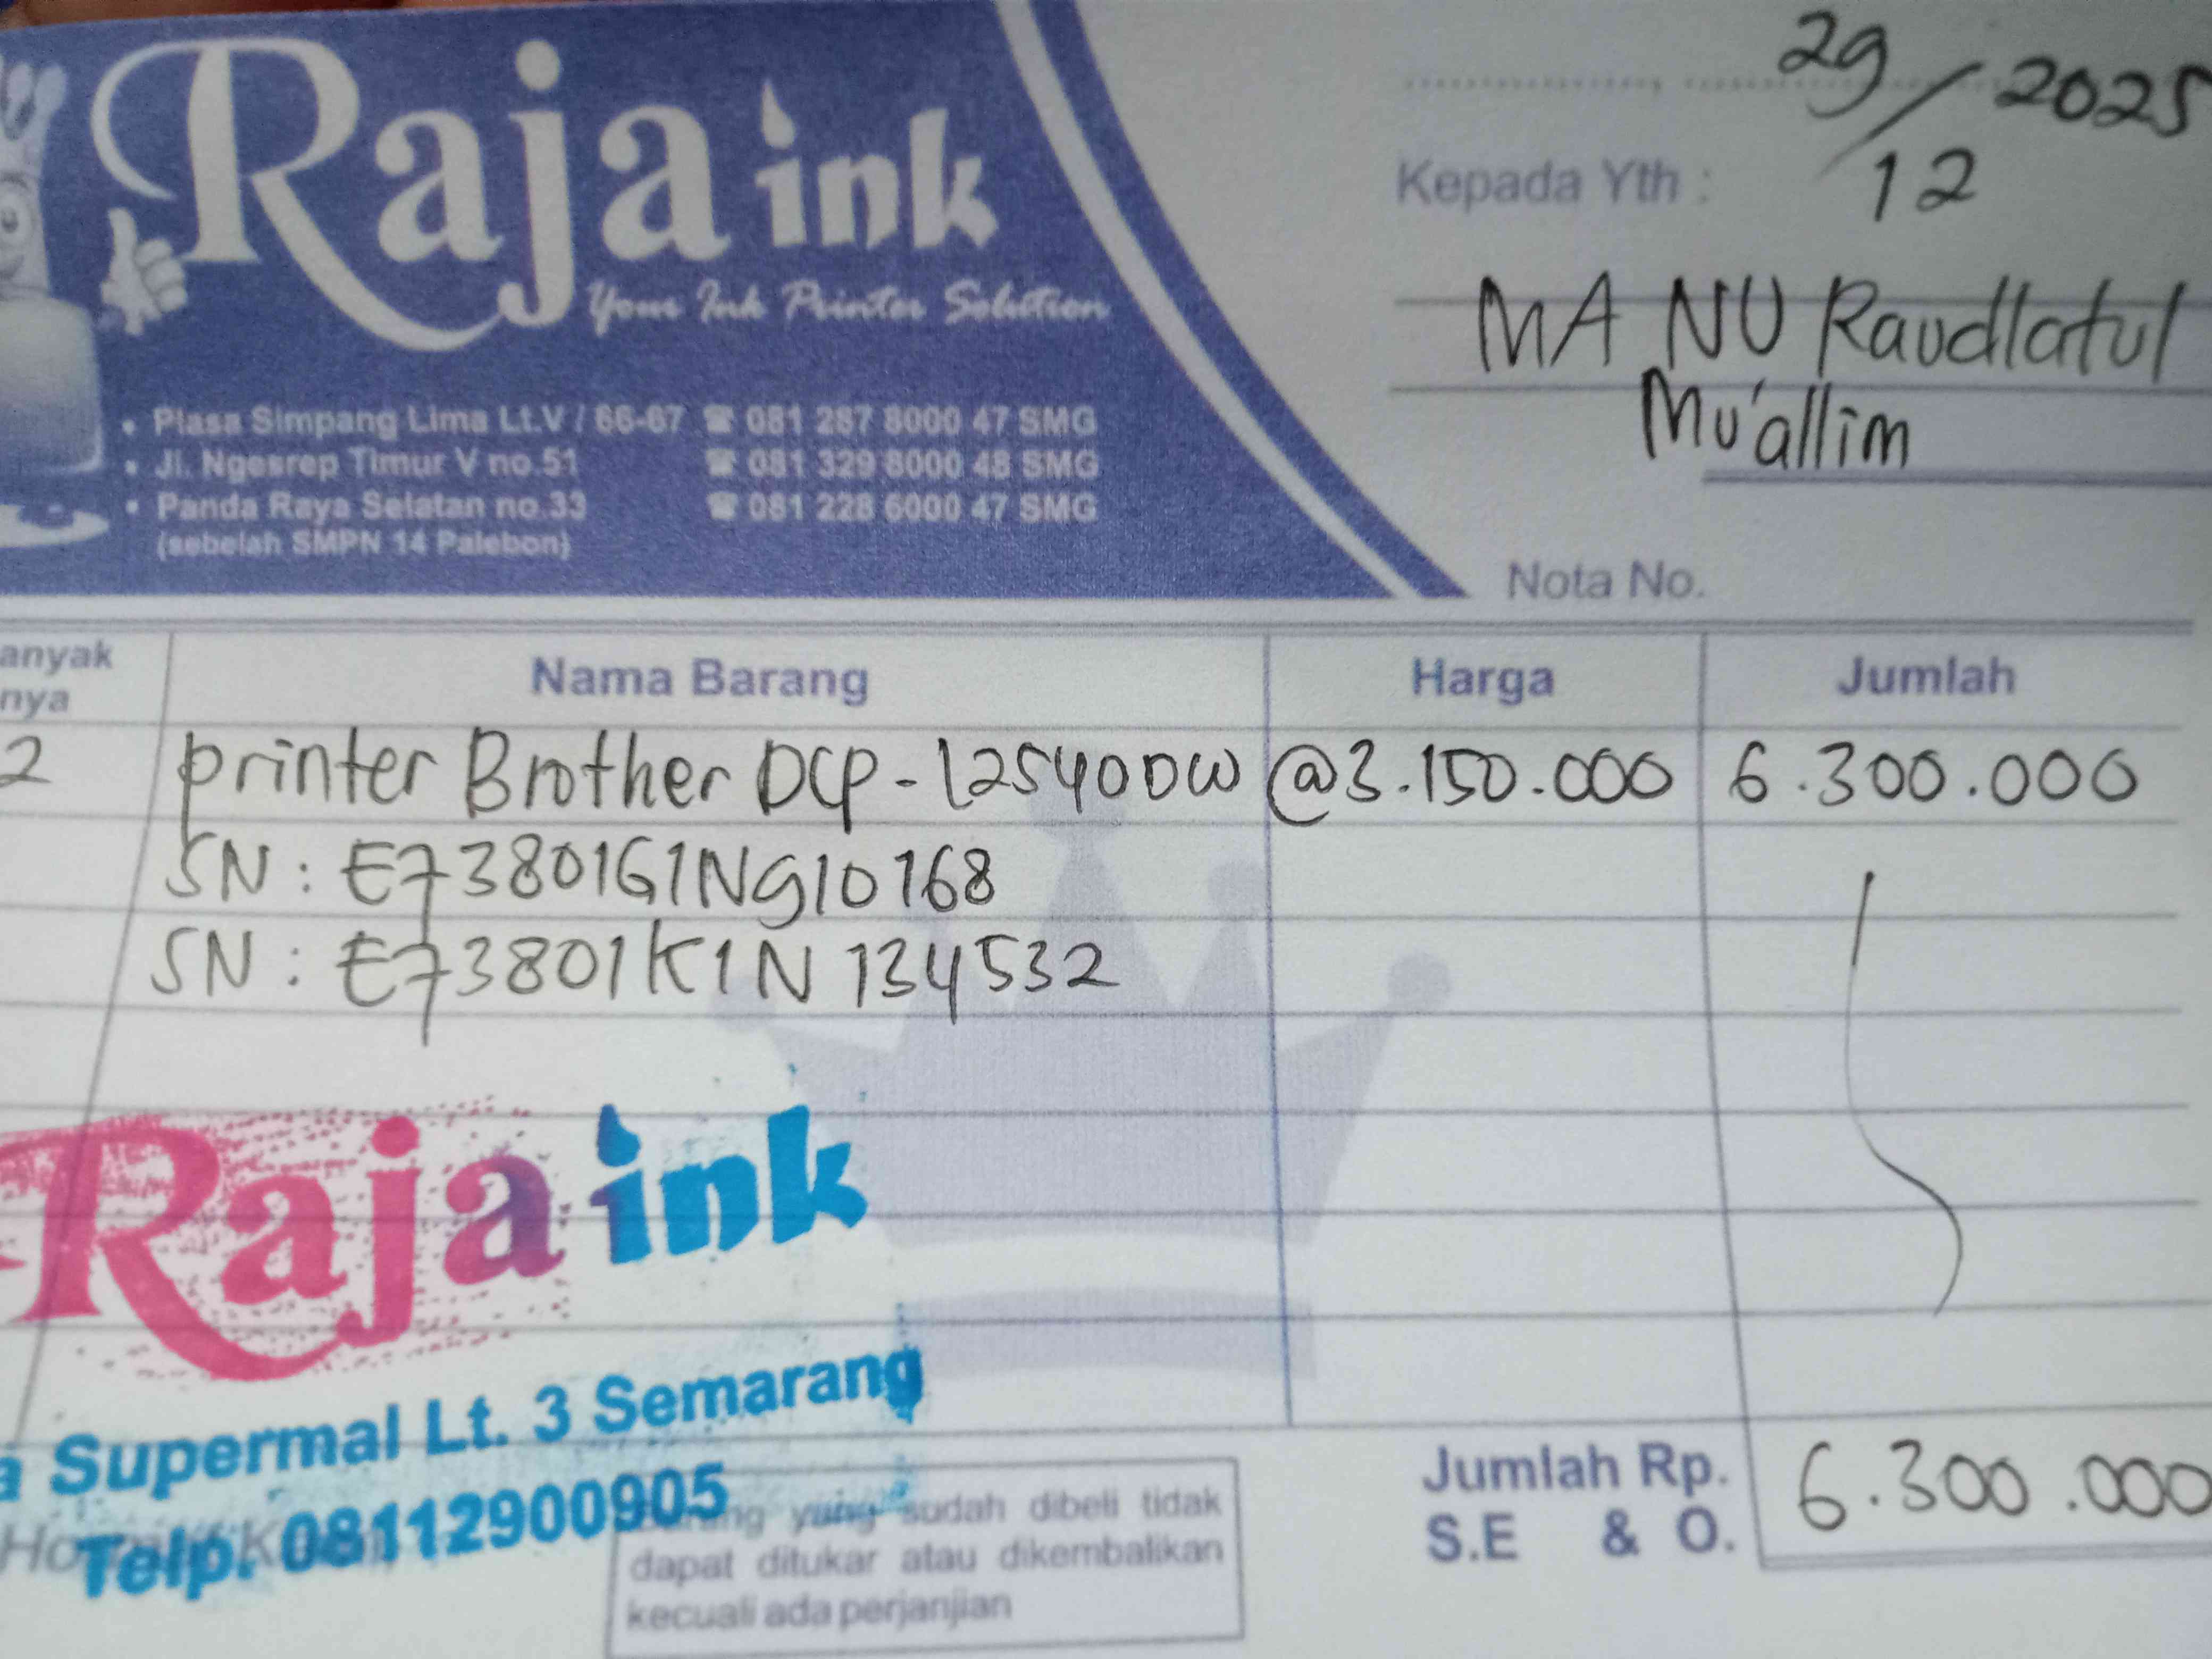 Raja ink
Your Ink Printer Solution
• Plasa Simpang Lima Lt.V / 66-67 ☎ 081 287 8000 47 SMG
• Jl. Ngesrep Timur V no.51 ☎ 081 329 8000 48 SMG
• Panda Raya Selatan no.33 ☎ 081 228 6000 47 SMG
(sebelah SMPN 14 Palebon)
29/12 2025
Kepada Yth :
MA NU Raudlatul
Mu'allim
Nota No.
anyak
nya
Nama Barang Harga Jumlah
2 printer Brother DCP-L2540DW @3.150.000 6.300.000
SN : E73801G1N910168
SN : E73801K1N134532
Raja ink
a Supermal Lt. 3 Semarang
Telp. 08112900905
Barang yang sudah dibeli tidak
dapat ditukar atau dikembalikan
kecuali ada perjanjian
Jumlah Rp. 6.300.000
S.E & O.